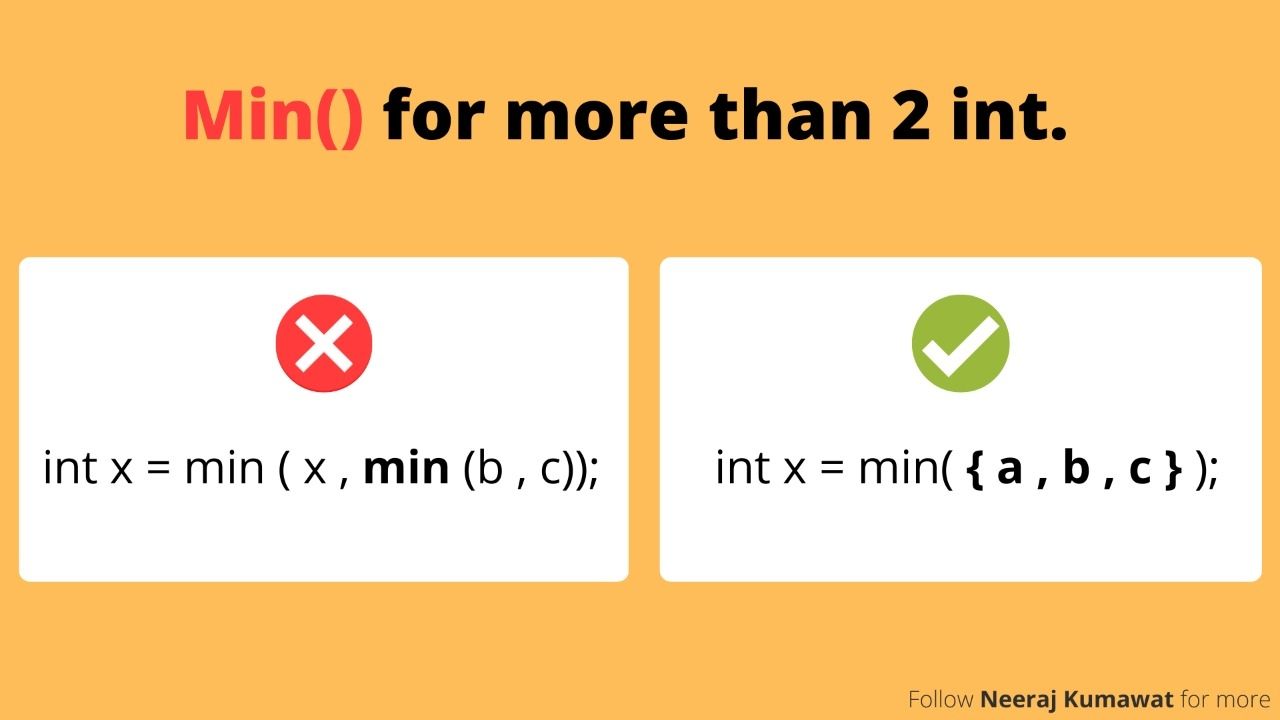 Min() for more than 2 int.
int x = min ( x , min (b , c));
int x = min( { a , b , c } );
Follow Neeraj Kumawat for more